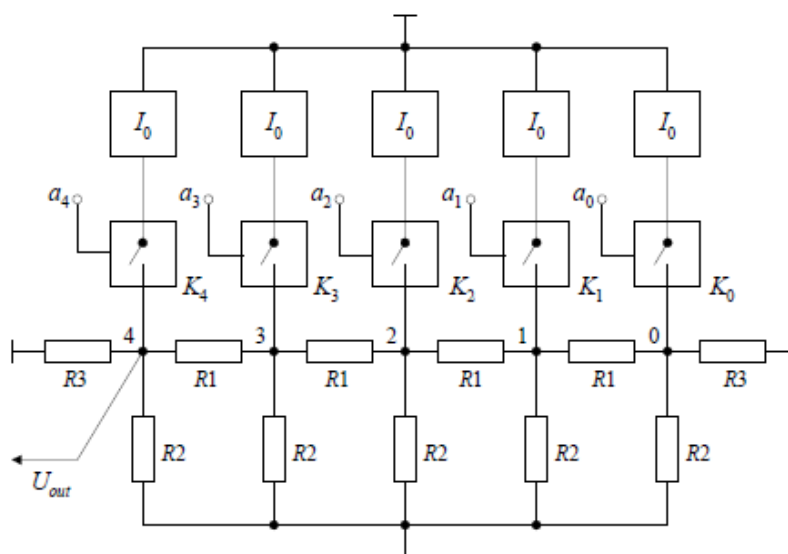 I₀ I₀ I₀ I₀ I₀
a₄ a₃ a₂ a₁ a₀
K₄ K₃ K₂ K₁ K₀
4 3 2 1 0
R3 R1 R1 R1 R1 R3
R2 R2 R2 R2 R2
U_out